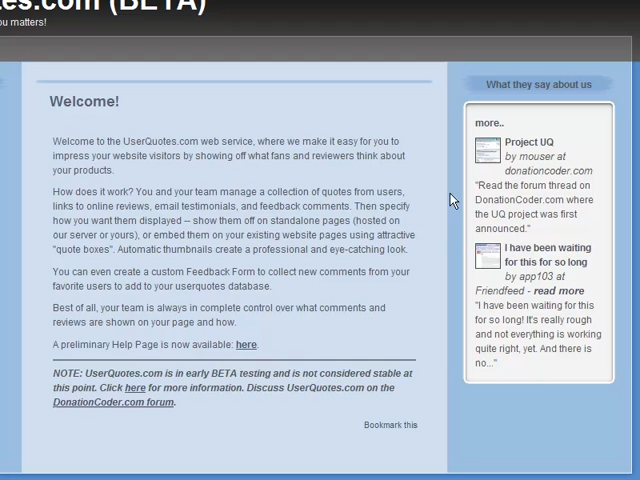 es.com (BETA)
ou matters!
Welcome!
Welcome to the UserQuotes.com web service, where we make it easy for you to
impress your website visitors by showing off what fans and reviewers think about
your products.
How does it work? You and your team manage a collection of quotes from users,
links to online reviews, email testimonials, and feedback comments. Then specify
how you want them displayed -- show them off on standalone pages (hosted on
our server or yours), or embed them on your existing website pages using attractive
"quote boxes". Automatic thumbnails create a professional and eye-catching look.
You can even create a custom Feedback Form to collect new comments from your
favorite users to add to your userquotes database.
Best of all, your team is always in complete control over what comments and
reviews are shown on your page and how.
A preliminary Help Page is now available: here.
NOTE: UserQuotes.com is in early BETA testing and is not considered stable at
this point. Click here for more information. Discuss UserQuotes.com on the
DonationCoder.com forum.
Bookmark this
What they say about us
more..
Project UQ
by mouser at
donationcoder.com
"Read the forum thread on
DonationCoder.com where
the UQ project was first
announced."
I have been waiting
for this for so long
by app103 at
Friendfeed - read more
"I have been waiting for this
for so long! It's really rough
and not everything is working
quite right, yet. And there is
no..."